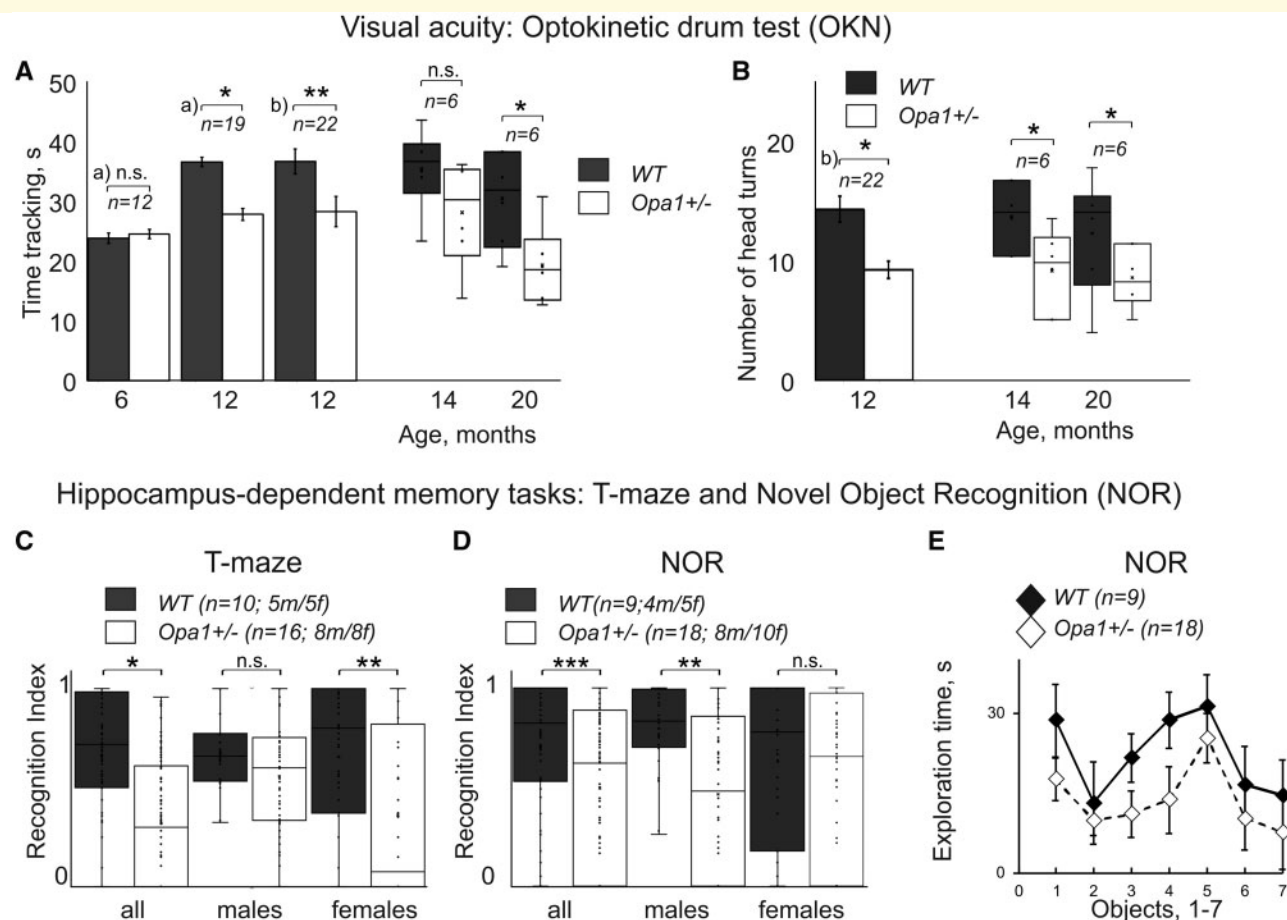 Visual acuity: Optokinetic drum test (OKN)
A
Time tracking, s
50
40
30
20
10
0
a) n.s.
n=12
a) *
n=19
b) **
n=22
n.s.
n=6
*
n=6
WT
Opa1+/-
6 12 12 14 20
Age, months
B
Number of head turns
20
10
0
WT
Opa1+/-
b) *
n=22
*
n=6
*
n=6
12 14 20
Age, months
Hippocampus-dependent memory tasks: T-maze and Novel Object Recognition (NOR)
C
T-maze
WT (n=10; 5m/5f)
Opa1+/- (n=16; 8m/8f)
Recognition Index
1
0
* n.s. **
all males females
D
NOR
WT(n=9;4m/5f)
Opa1+/- (n=18; 8m/10f)
Recognition Index
1
0
*** ** n.s.
all males females
E
NOR
WT (n=9)
Opa1+/- (n=18)
Exploration time, s
30
0
0 1 2 3 4 5 6 7
Objects, 1-7